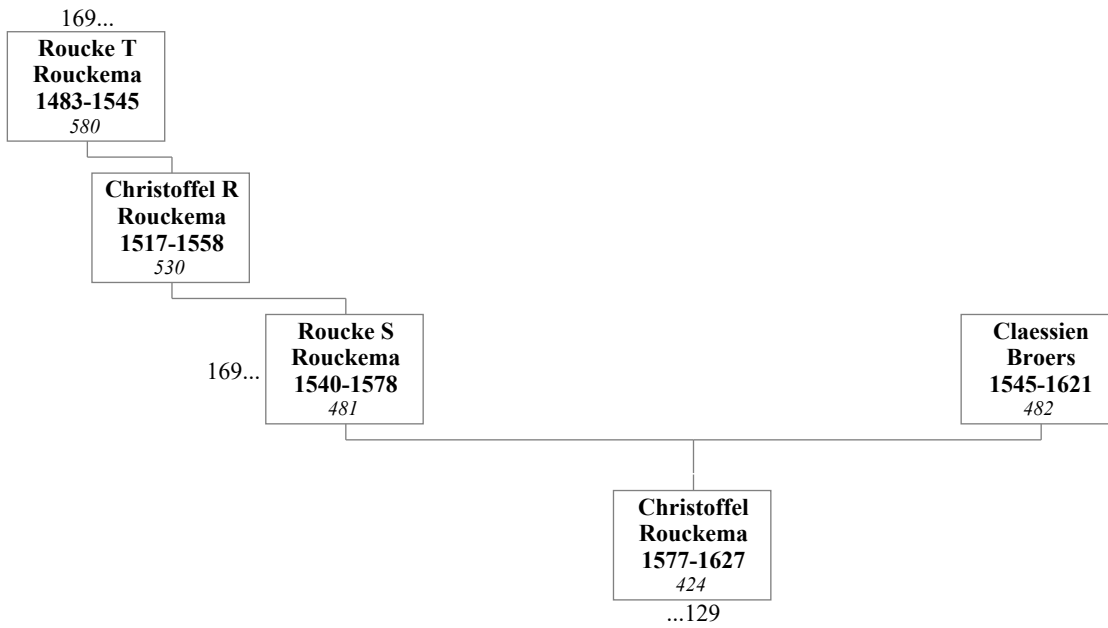 169...
Roucke T
Rouckema
1483-1545
580
Christoffel R
Rouckema
1517-1558
530
169...
Roucke S
Rouckema
1540-1578
481
Claessien
Broers
1545-1621
482
Christoffel
Rouckema
1577-1627
424
...129